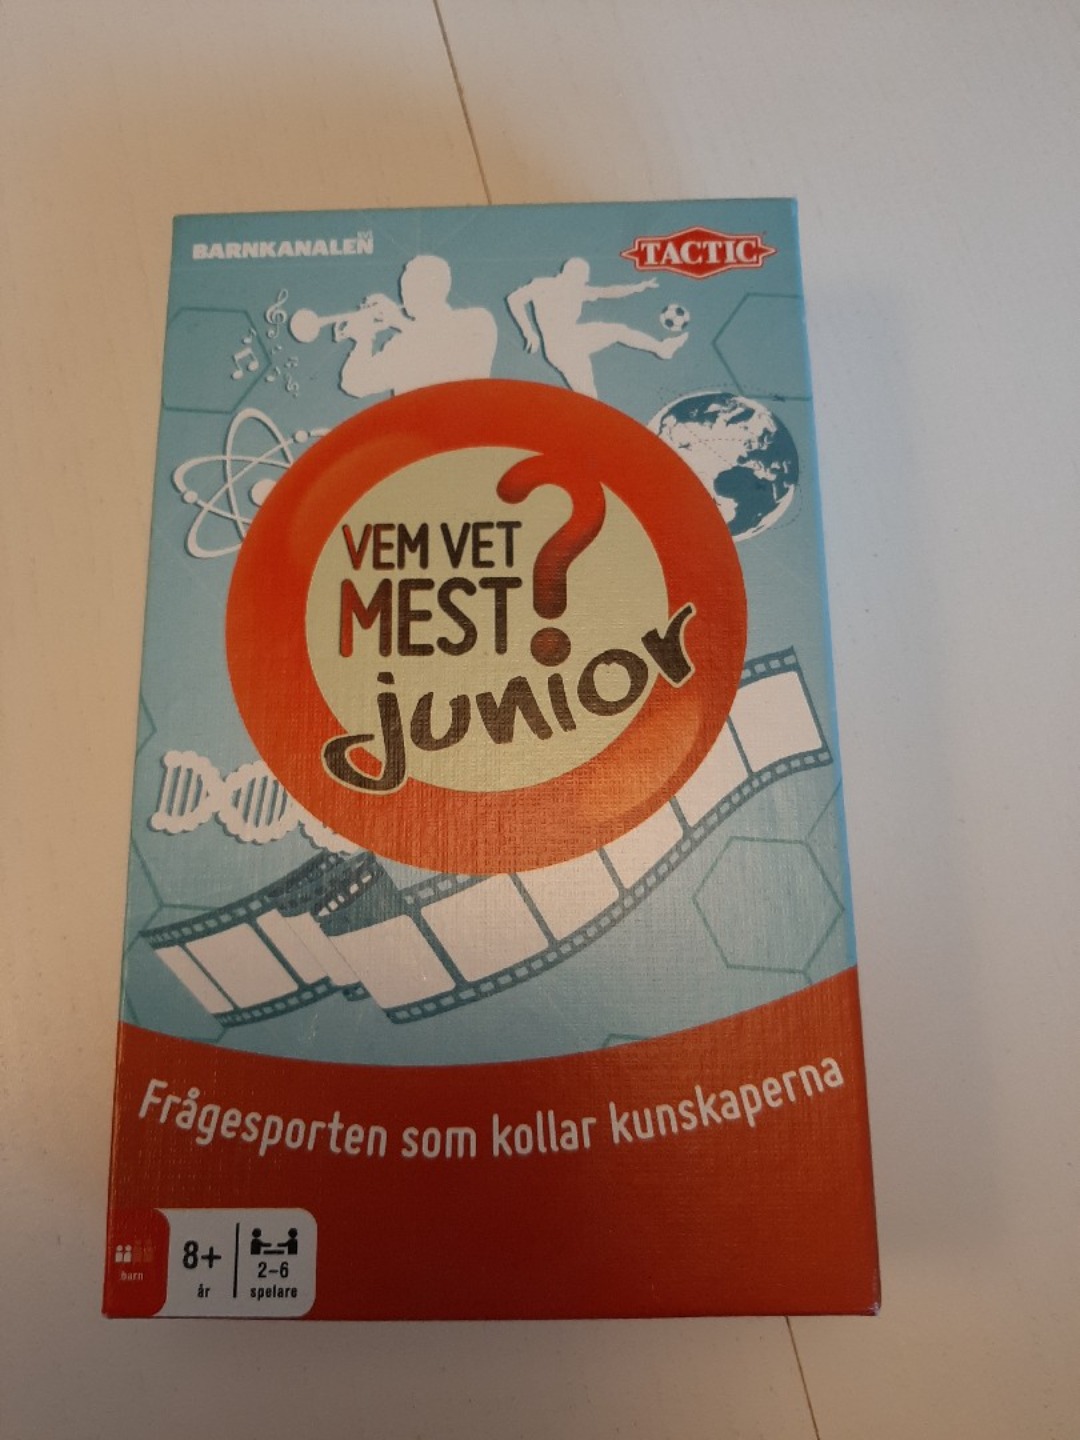 BARNKANALEN
TACTIC
VEM VET
MEST?
junior
Frågesporten som kollar kunskaperna
barn
8+
år
2-6
spelare